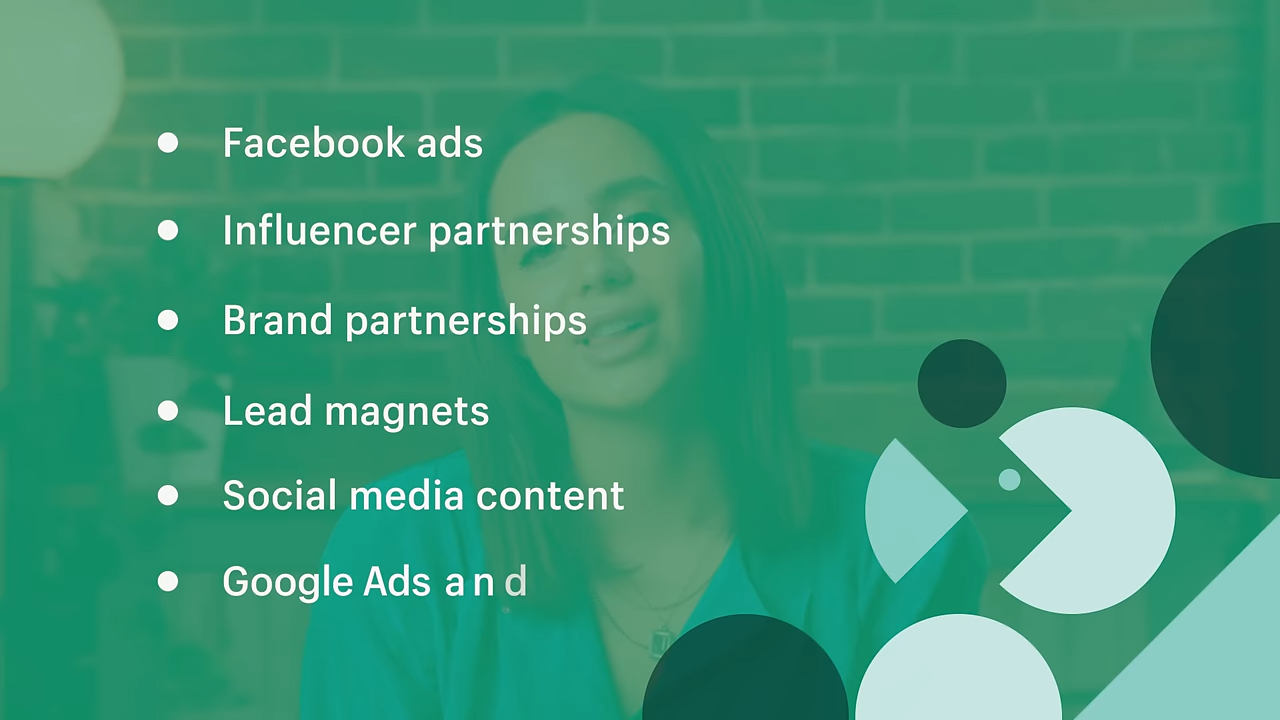 Facebook ads
Influencer partnerships
Brand partnerships
Lead magnets
Social media content
Google Ads and